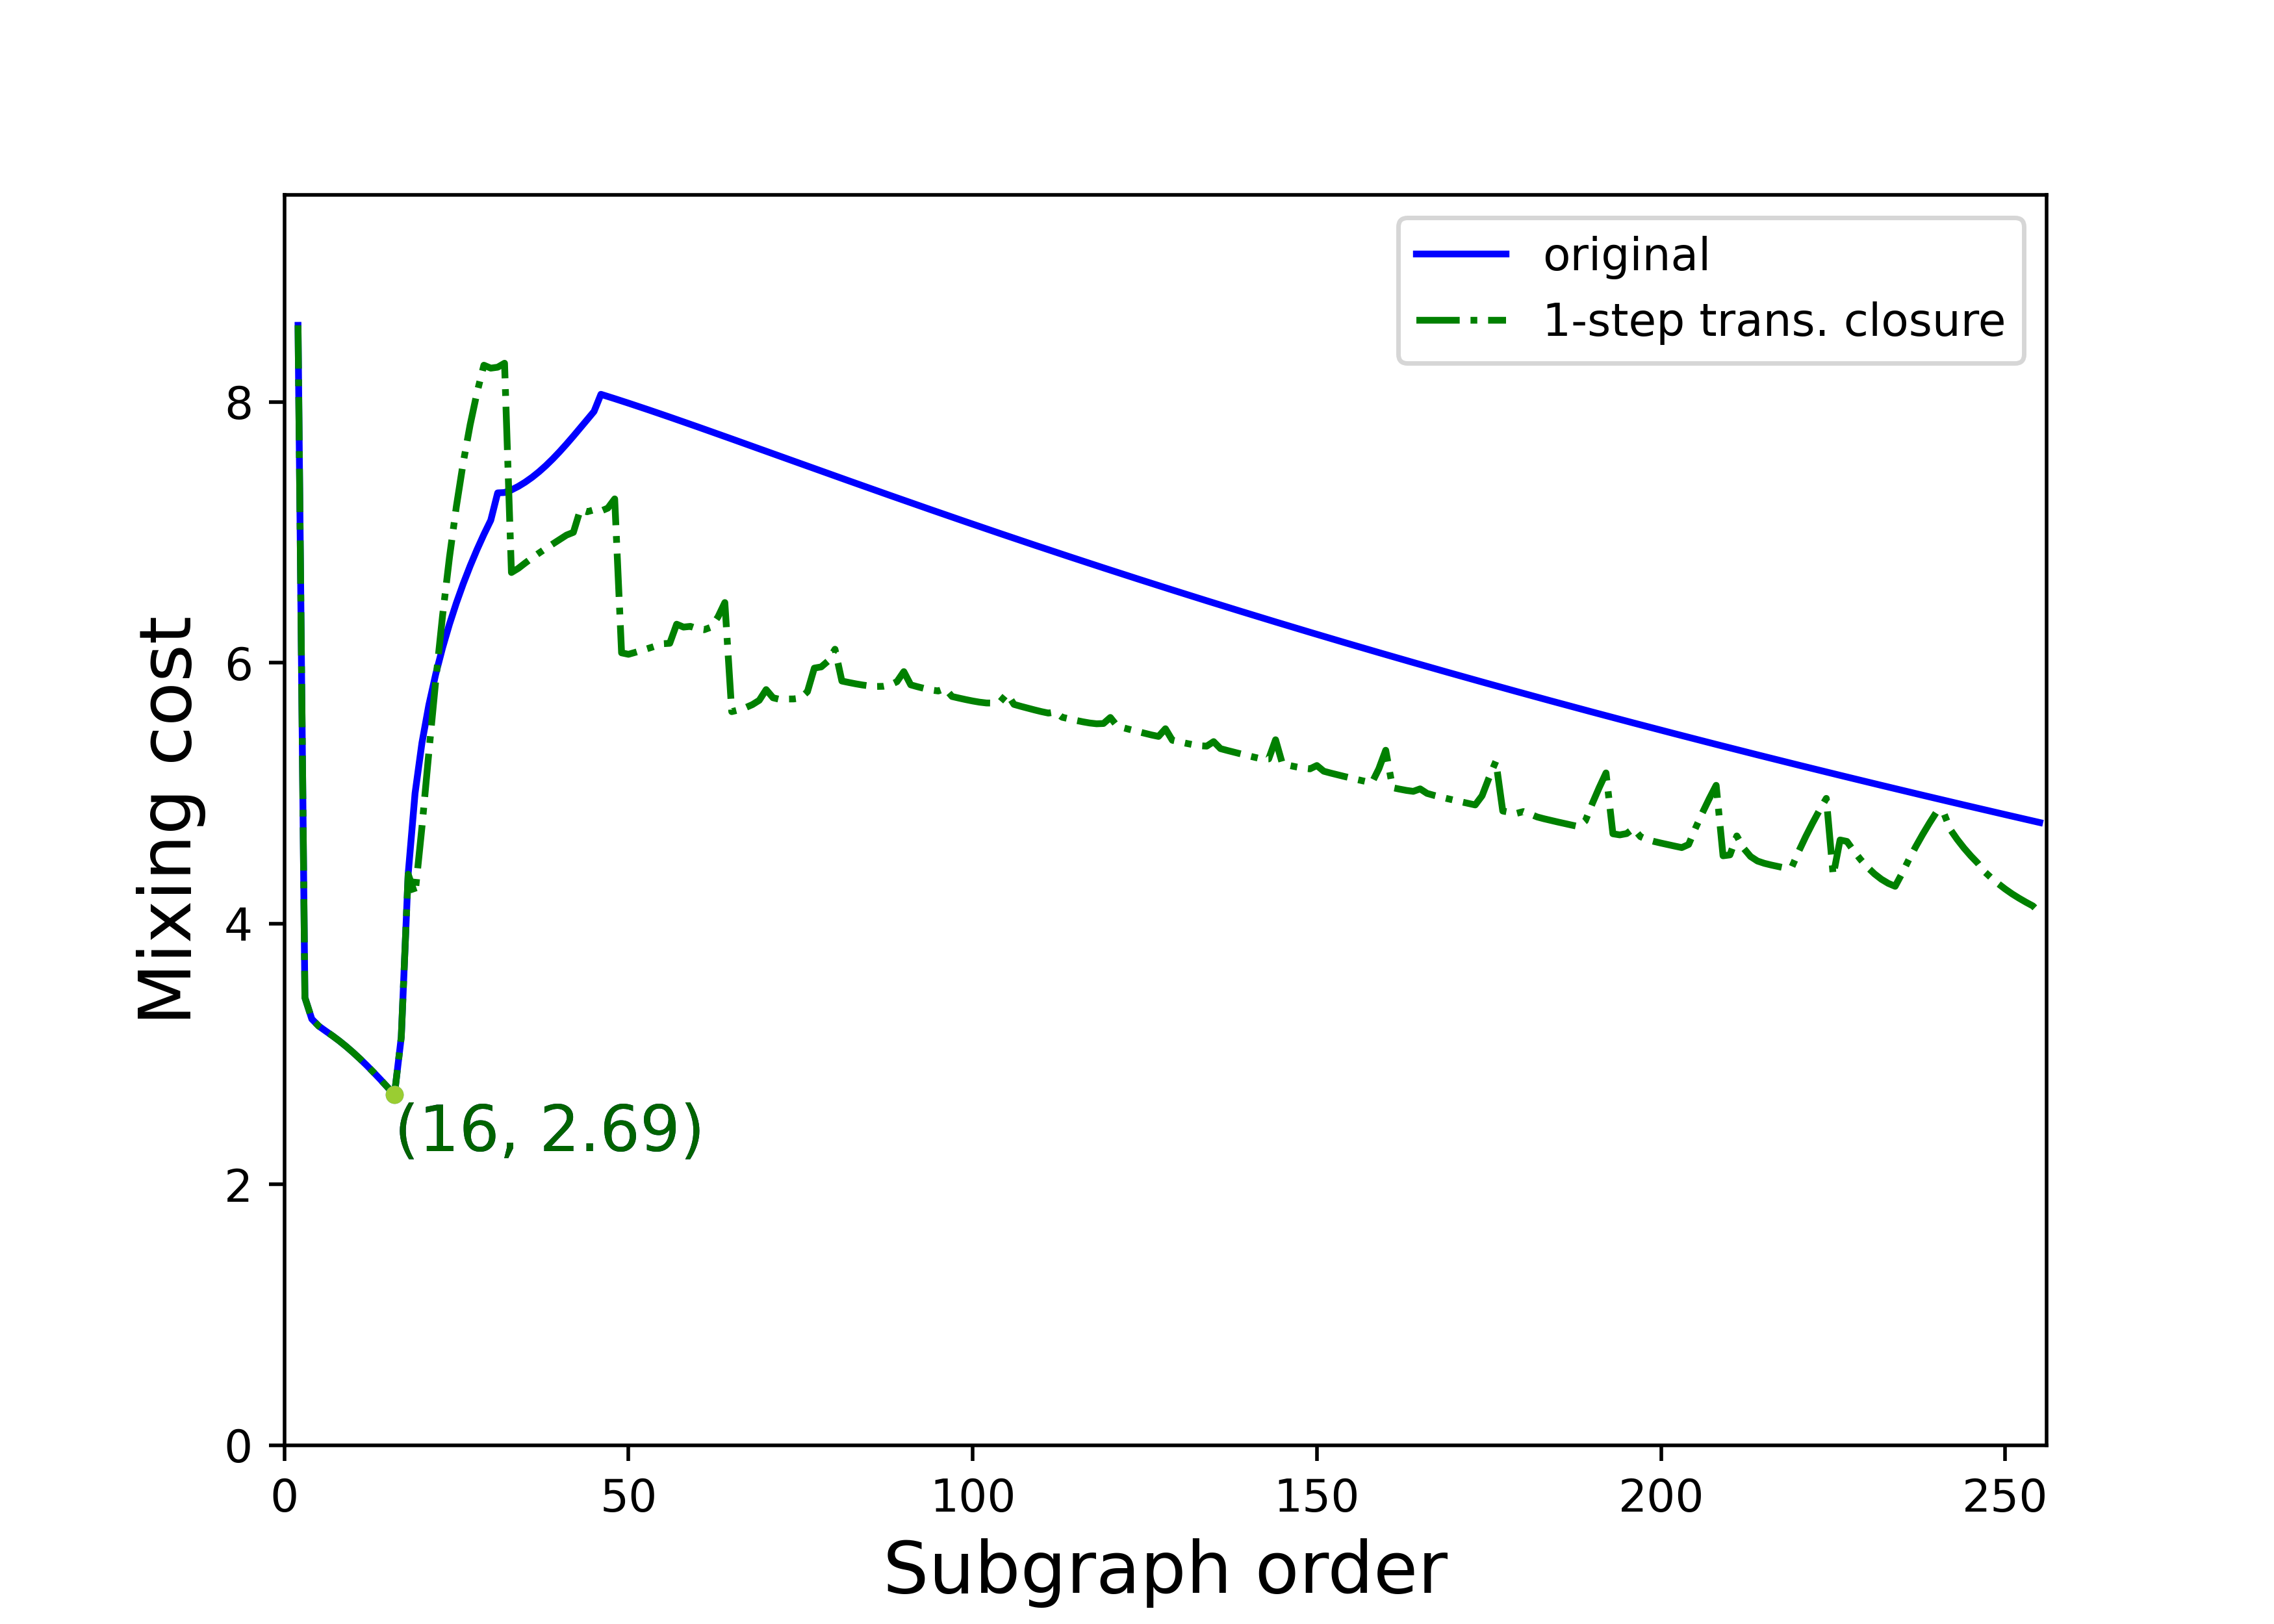 original
1-step trans. closure
8
6
4
2
0
Mixing cost
(16, 2.69)
0 50 100 150 200 250
Subgraph order